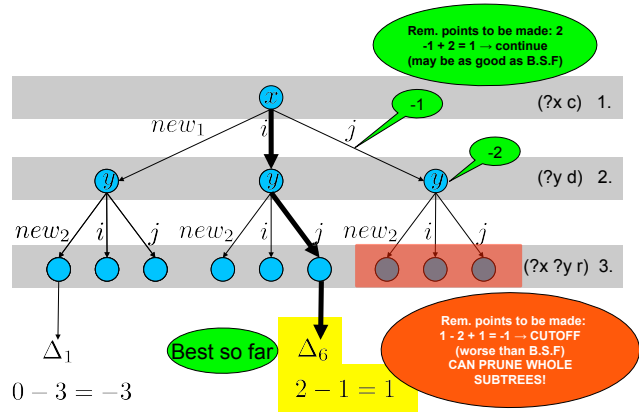 Rem. points to be made: 2
-1 + 2 = 1 → continue
(may be as good as B.S.F)
x
(?x c) 1.
-1
new₁
i
j
-2
y
y
y
(?y d) 2.
new₂
i
j
new₂
i
j
new₂
i
j
(?x ?y r) 3.
Δ₁
Best so far
Δ₆
0 − 3 = −3
2 − 1 = 1
Rem. points to be made:
1 - 2 + 1 = -1 → CUTOFF
(worse than B.S.F)
CAN PRUNE WHOLE
SUBTREES!